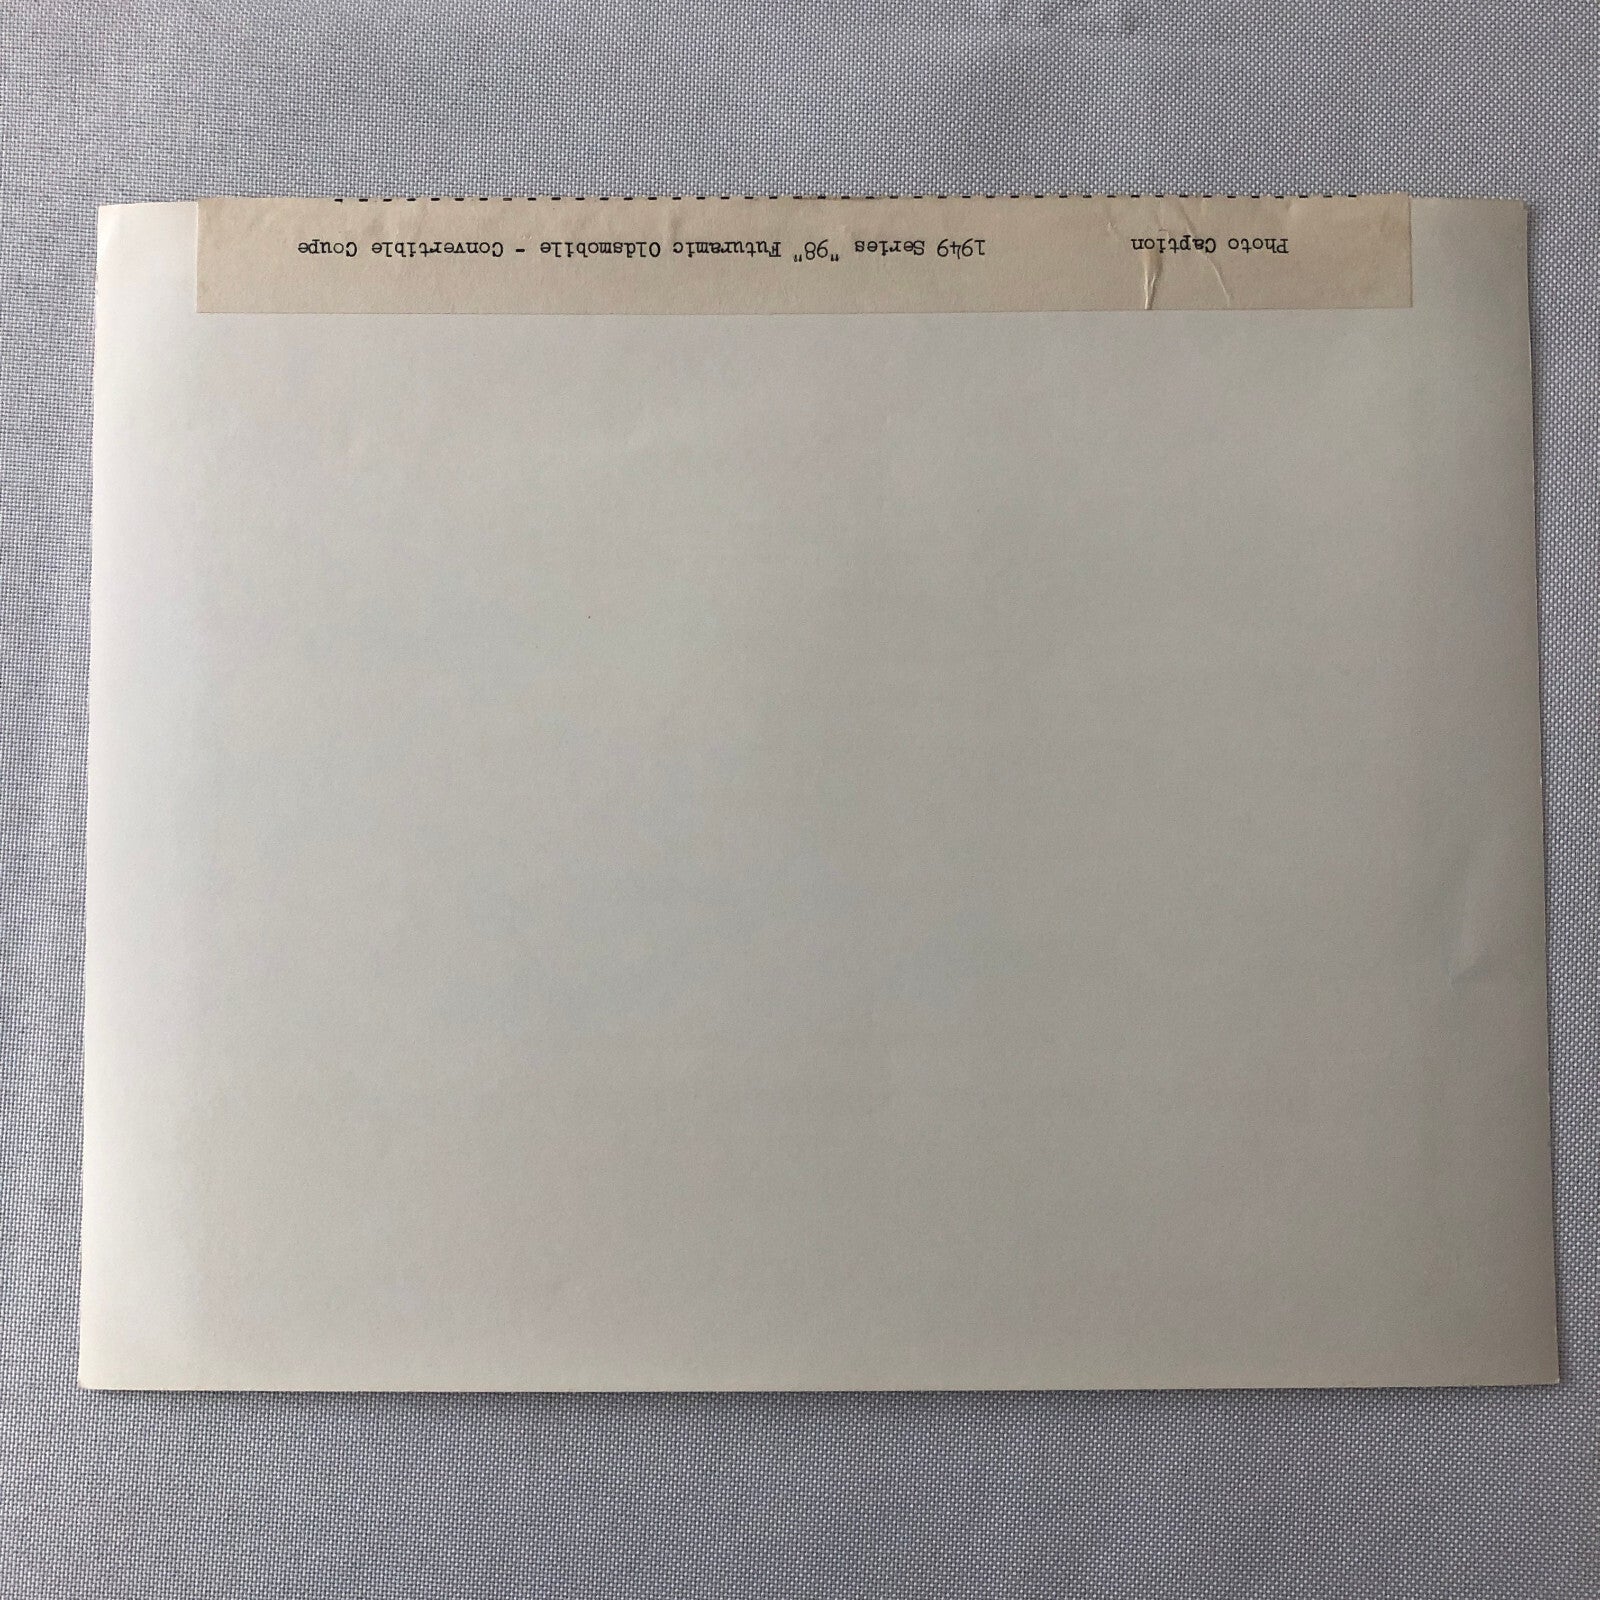 Photo Caption 1949 Series "98" Futuramic Oldsmobile - Convertible Coupe